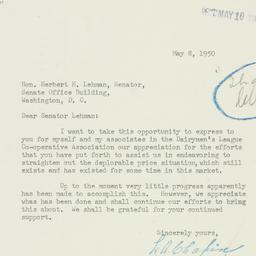 MAY 10
May 8, 1950
Hon. Herbert H. Lehman, Senator,
Senate Office Building,
Washington, D. C.
Dear Senator Lehman:
I want to take this opportunity to express to
you for myself and my associates in the Dairymen's League
Co-operative Association our appreciation for the efforts
that you have put forth to assist us in endeavoring to
straighten out the deplorable price situation, which still
exists and has existed for some time in this market.
Up to the moment very little progress apparently
has been made to accomplish this. However, we appreciate
whas has been done and shall continue our efforts to bring
this about. We shall be grateful for your continued
support.
Sincerely yours,